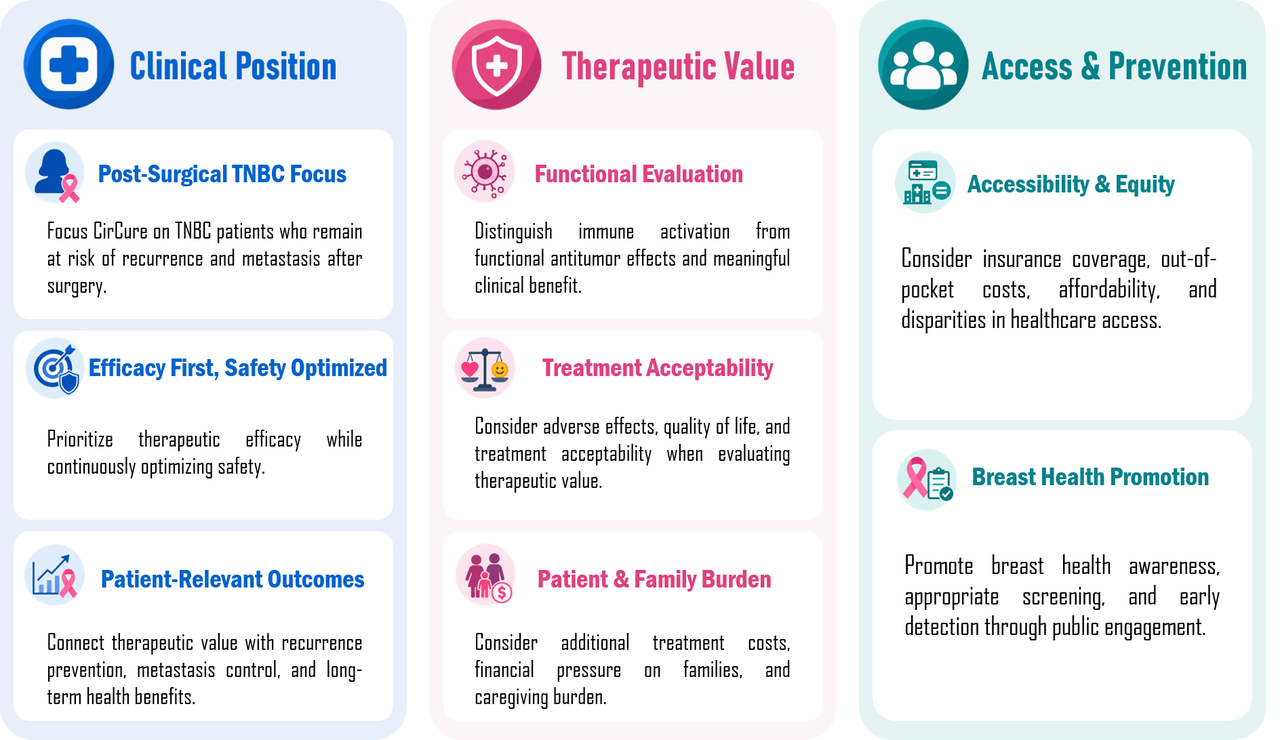 Clinical Position
Post-Surgical TNBC Focus
Focus CirCure on TNBC patients who remain
at risk of recurrence and metastasis after
surgery.
Efficacy First, Safety Optimized
Prioritize therapeutic efficacy while
continuously optimizing safety.
Patient-Relevant Outcomes
Connect therapeutic value with recurrence
prevention, metastasis control, and long-
term health benefits.
Therapeutic Value
Functional Evaluation
Distinguish immune activation from
functional antitumor effects and meaningful
clinical benefit.
Treatment Acceptability
Consider adverse effects, quality of life, and
treatment acceptability when evaluating
therapeutic value.
Patient & Family Burden
$
Consider additional treatment costs,
financial pressure on families, and
caregiving burden.
Access & Prevention
Accessibility & Equity
Consider insurance coverage, out-of-
pocket costs, affordability, and
disparities in healthcare access.
Breast Health Promotion
Promote breast health awareness,
appropriate screening, and early
detection through public engagement.